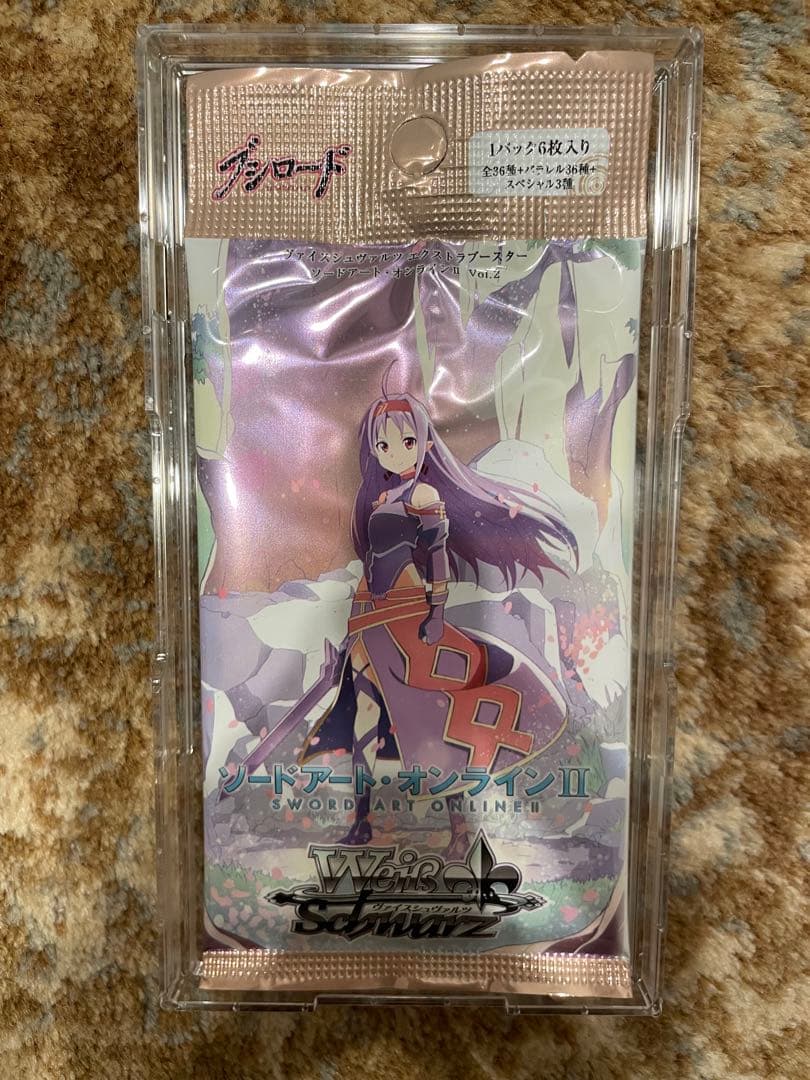 ブシロード
1パック6枚入り
全36種+パラレル36種+
スペシャル3種
ヴァイスシュヴァルツ エクストラブースター
ソードアート・オンラインⅡ Vol.2
ソードアート・オンラインⅡ
SWORD ART ONLINE Ⅱ
Weiß
ヴァイスシュヴァルツ
Schwarz